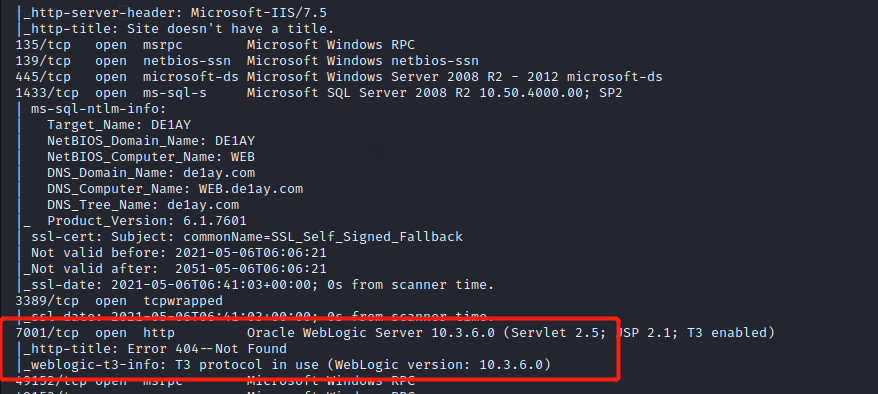 |_http-server-header: Microsoft-IIS/7.5
|_http-title: Site doesn't have a title.
135/tcp open msrpc Microsoft Windows RPC
139/tcp open netbios-ssn Microsoft Windows netbios-ssn
445/tcp open microsoft-ds Microsoft Windows Server 2008 R2 - 2012 microsoft-ds
1433/tcp open ms-sql-s Microsoft SQL Server 2008 R2 10.50.4000.00; SP2
| ms-sql-ntlm-info:
| Target_Name: DE1AY
| NetBIOS_Domain_Name: DE1AY
| NetBIOS_Computer_Name: WEB
| DNS_Domain_Name: de1ay.com
| DNS_Computer_Name: WEB.de1ay.com
| DNS_Tree_Name: de1ay.com
|_ Product_Version: 6.1.7601
| ssl-cert: Subject: commonName=SSL_Self_Signed_Fallback
| Not valid before: 2021-05-06T06:06:21
|_Not valid after: 2051-05-06T06:06:21
|_ssl-date: 2021-05-06T06:41:03+00:00; 0s from scanner time.
3389/tcp open tcpwrapped
|_ssl-date: 2021-05-06T06:41:03+00:00; 0s from scanner time.
7001/tcp open http Oracle WebLogic Server 10.3.6.0 (Servlet 2.5; JSP 2.1; T3 enabled)
|_http-title: Error 404--Not Found
|_weblogic-t3-info: T3 protocol in use (WebLogic version: 10.3.6.0)
49152/tcp open msrpc Microsoft Windows RPC